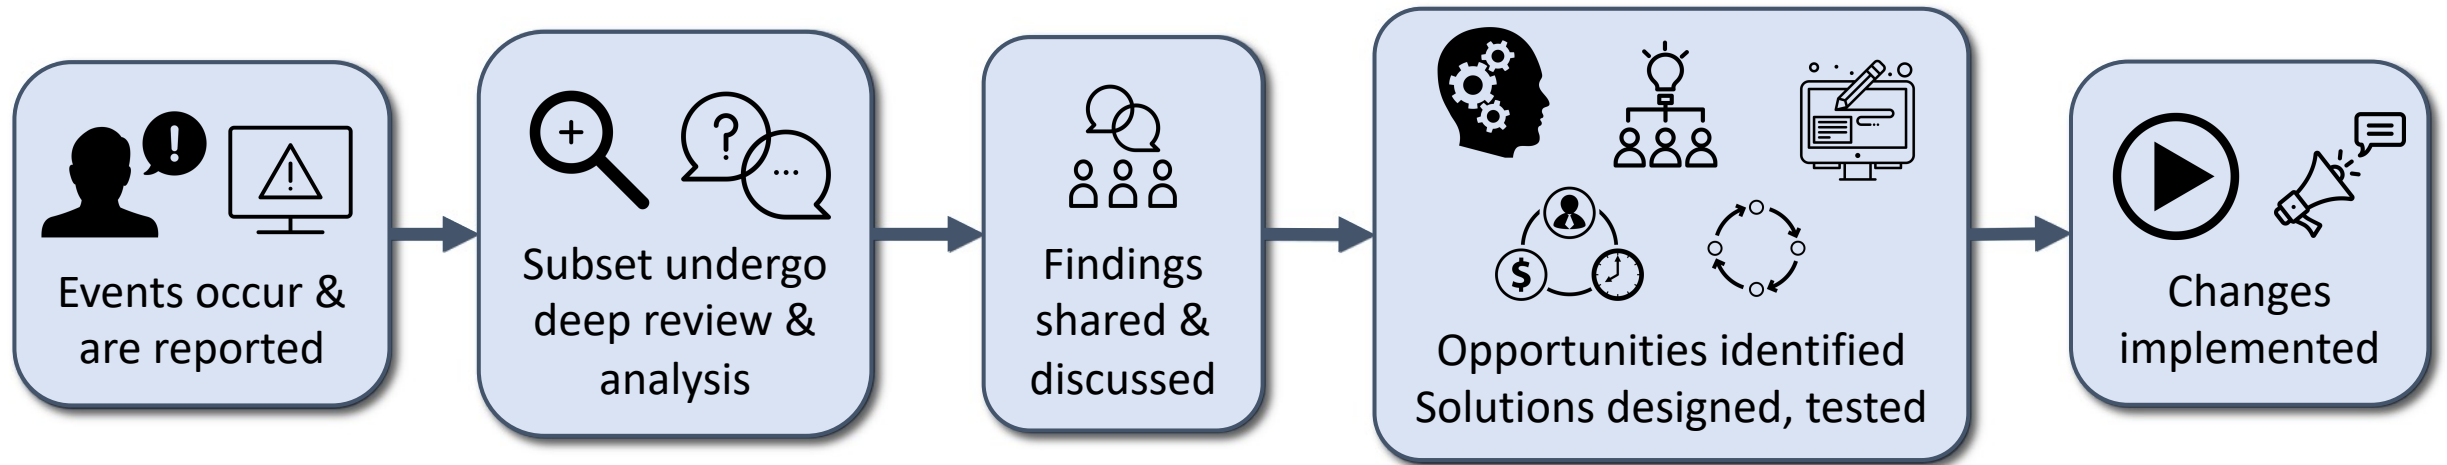 Events occur &
are reported
Subset undergo
deep review &
analysis
Findings
shared &
discussed
$
Opportunities identified
Solutions designed, tested
Changes
implemented